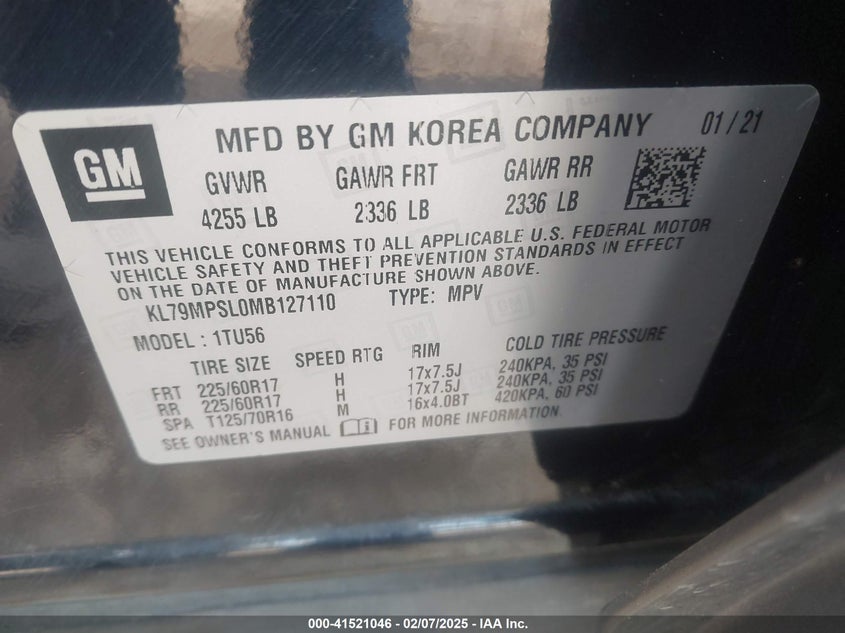 GM
MFD BY GM KOREA COMPANY 01/21
GVWR GAWR FRT GAWR RR
4255 LB 2336 LB 2336 LB
THIS VEHICLE CONFORMS TO ALL APPLICABLE U.S. FEDERAL MOTOR
VEHICLE SAFETY AND THEFT PREVENTION STANDARDS IN EFFECT
ON THE DATE OF MANUFACTURE SHOWN ABOVE.
KL79MPSL0MB127110 TYPE: MPV
MODEL : 1TU56
TIRE SIZE SPEED RTG RIM COLD TIRE PRESSURE
FRT 225/60R17 H 17x7.5J 240KPA, 35 PSI
RR 225/60R17 H 17x7.5J 240KPA, 35 PSI
SPA T125/70R16 M 16x4.0BT 420KPA, 60 PSI
SEE OWNER'S MANUAL FOR MORE INFORMATION.
000-41521046 - 02/07/2025 - IAA Inc.